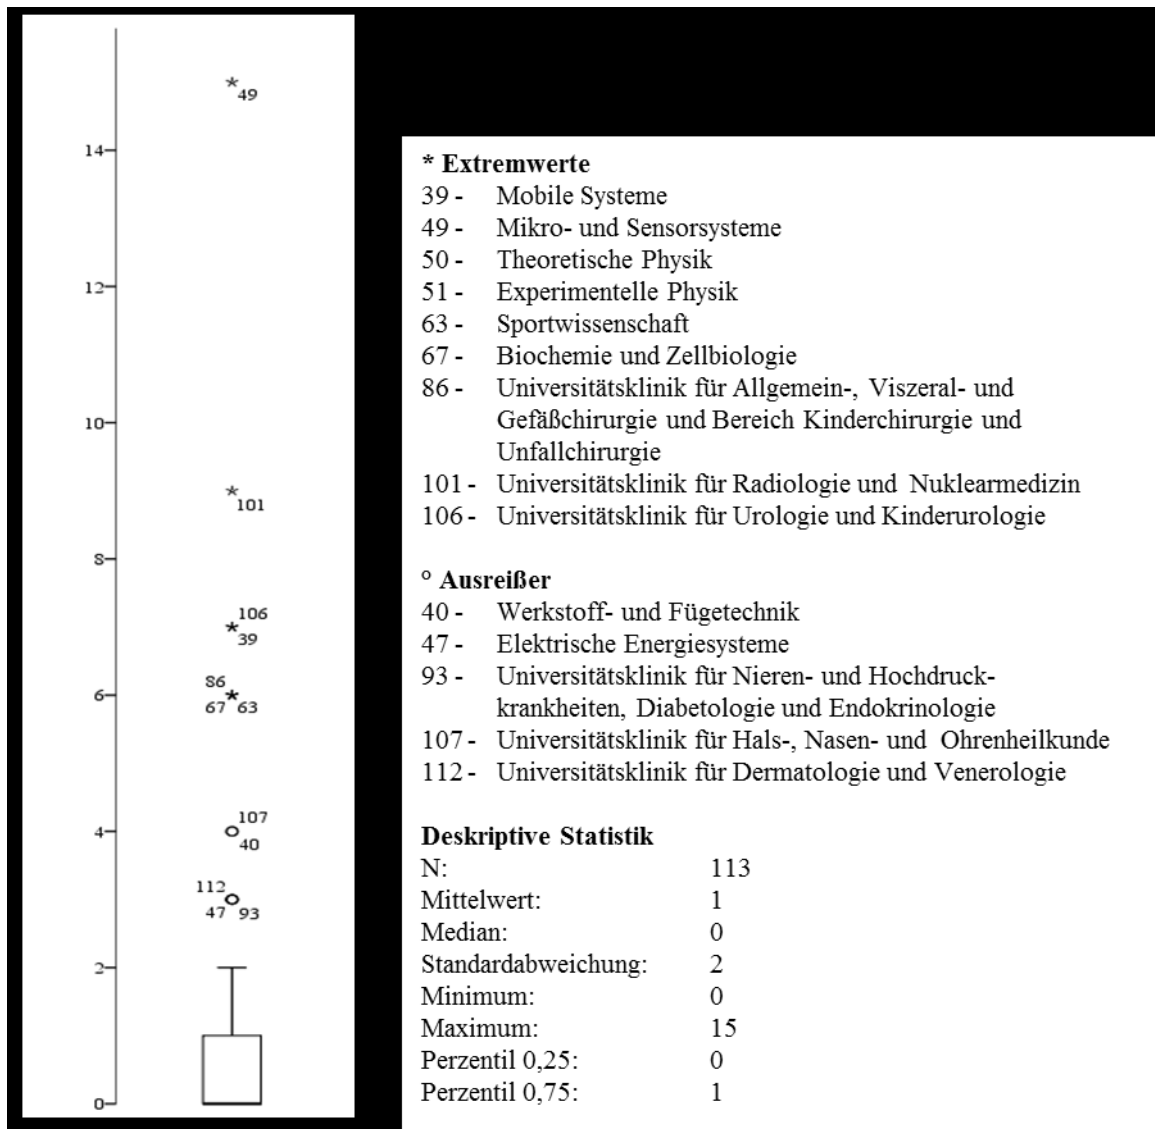 * 49
14
12
10
* 101
8
106
* 39
86
6
67 * 63
107
4
40
112
47 93
2
0
* Extremwerte
39 - Mobile Systeme
49 - Mikro- und Sensorsysteme
50 - Theoretische Physik
51 - Experimentelle Physik
63 - Sportwissenschaft
67 - Biochemie und Zellbiologie
86 - Universitätsklinik für Allgemein-, Viszeral- und
Gefäßchirurgie und Bereich Kinderchirurgie und
Unfallchirurgie
101 - Universitätsklinik für Radiologie und Nuklearmedizin
106 - Universitätsklinik für Urologie und Kinderurologie
° Ausreißer
40 - Werkstoff- und Fügetechnik
47 - Elektrische Energiesysteme
93 - Universitätsklinik für Nieren- und Hochdruck-
krankheiten, Diabetologie und Endokrinologie
107 - Universitätsklinik für Hals-, Nasen- und Ohrenheilkunde
112 - Universitätsklinik für Dermatologie und Venerologie
Deskriptive Statistik
N: 113
Mittelwert: 1
Median: 0
Standardabweichung: 2
Minimum: 0
Maximum: 15
Perzentil 0,25: 0
Perzentil 0,75: 1